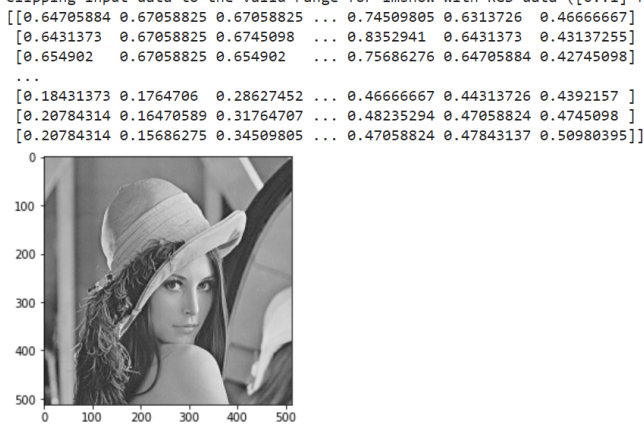 Clipping input data to the valid range for imshow with RGB data ([0..1]
[[0.64705884 0.67058825 0.67058825 ... 0.74509805 0.6313726 0.46666667]
[0.6431373 0.67058825 0.6745098 ... 0.8352941 0.6431373 0.43137255]
[0.654902 0.67058825 0.654902 ... 0.75686276 0.64705884 0.42745098]
...
[0.18431373 0.1764706 0.28627452 ... 0.46666667 0.44313726 0.4392157 ]
[0.20784314 0.16470589 0.31764707 ... 0.48235294 0.47058824 0.4745098 ]
[0.20784314 0.15686275 0.34509805 ... 0.47058824 0.47843137 0.50980395]]
0
100
200
300
400
500
0 100 200 300 400 500